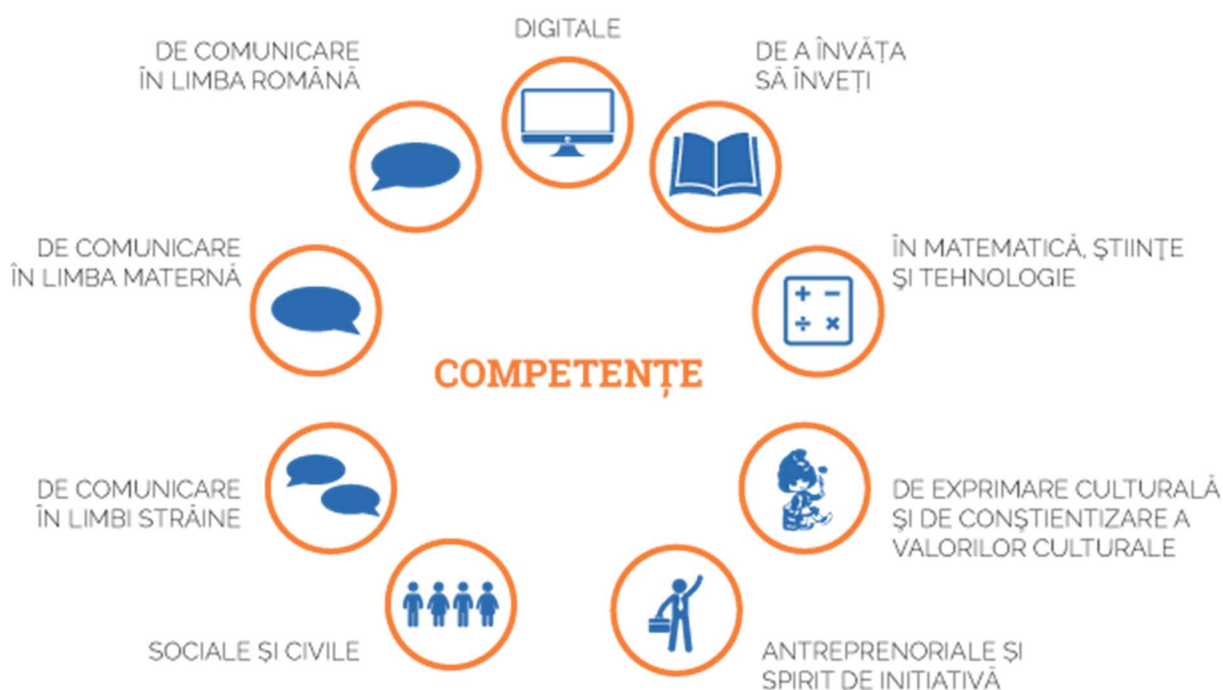 DIGITALE
DE COMUNICARE
ÎN LIMBA ROMÂNĂ
DE A ÎNVĂȚA
SĂ ÎNVEȚI
DE COMUNICARE
ÎN LIMBA MATERNĂ
ÎN MATEMATICĂ, ȘTIINȚE
ȘI TEHNOLOGIE
COMPETENȚE
DE COMUNICARE
ÎN LIMBI STRĂINE
DE EXPRIMARE CULTURALĂ
ȘI DE CONȘTIENTIZARE A
VALORILOR CULTURALE
SOCIALE ȘI CIVILE
ANTREPRENORIALE ȘI
SPIRIT DE INITIATIVĂ